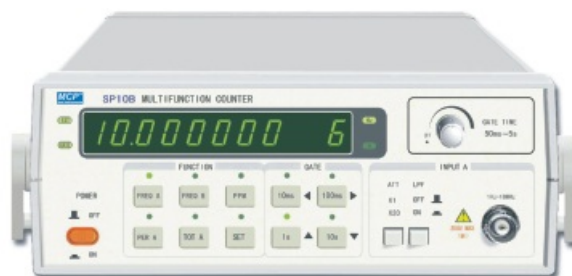 MCP
SP10B MULTIFUNCTION COUNTER
10.000000 6
GATE TIME
50ms-5s
FUNCTION
GATE
INPUT A
POWER
OFF
ON
FREQ A
FREQ B
PER A
TOT A
SET
10ms
100ms
1s
10s
ATT
LPF
X1
OFF
X20
ON